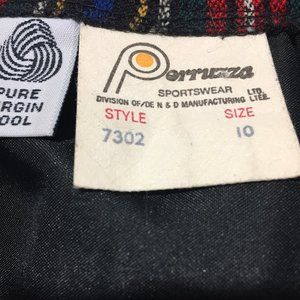 PURE
VIRGIN
WOOL
Perruzza
SPORTSWEAR LTD. LTEE.
DIVISION OF/DE N & D MANUFACTURING
STYLE SIZE
7302 10